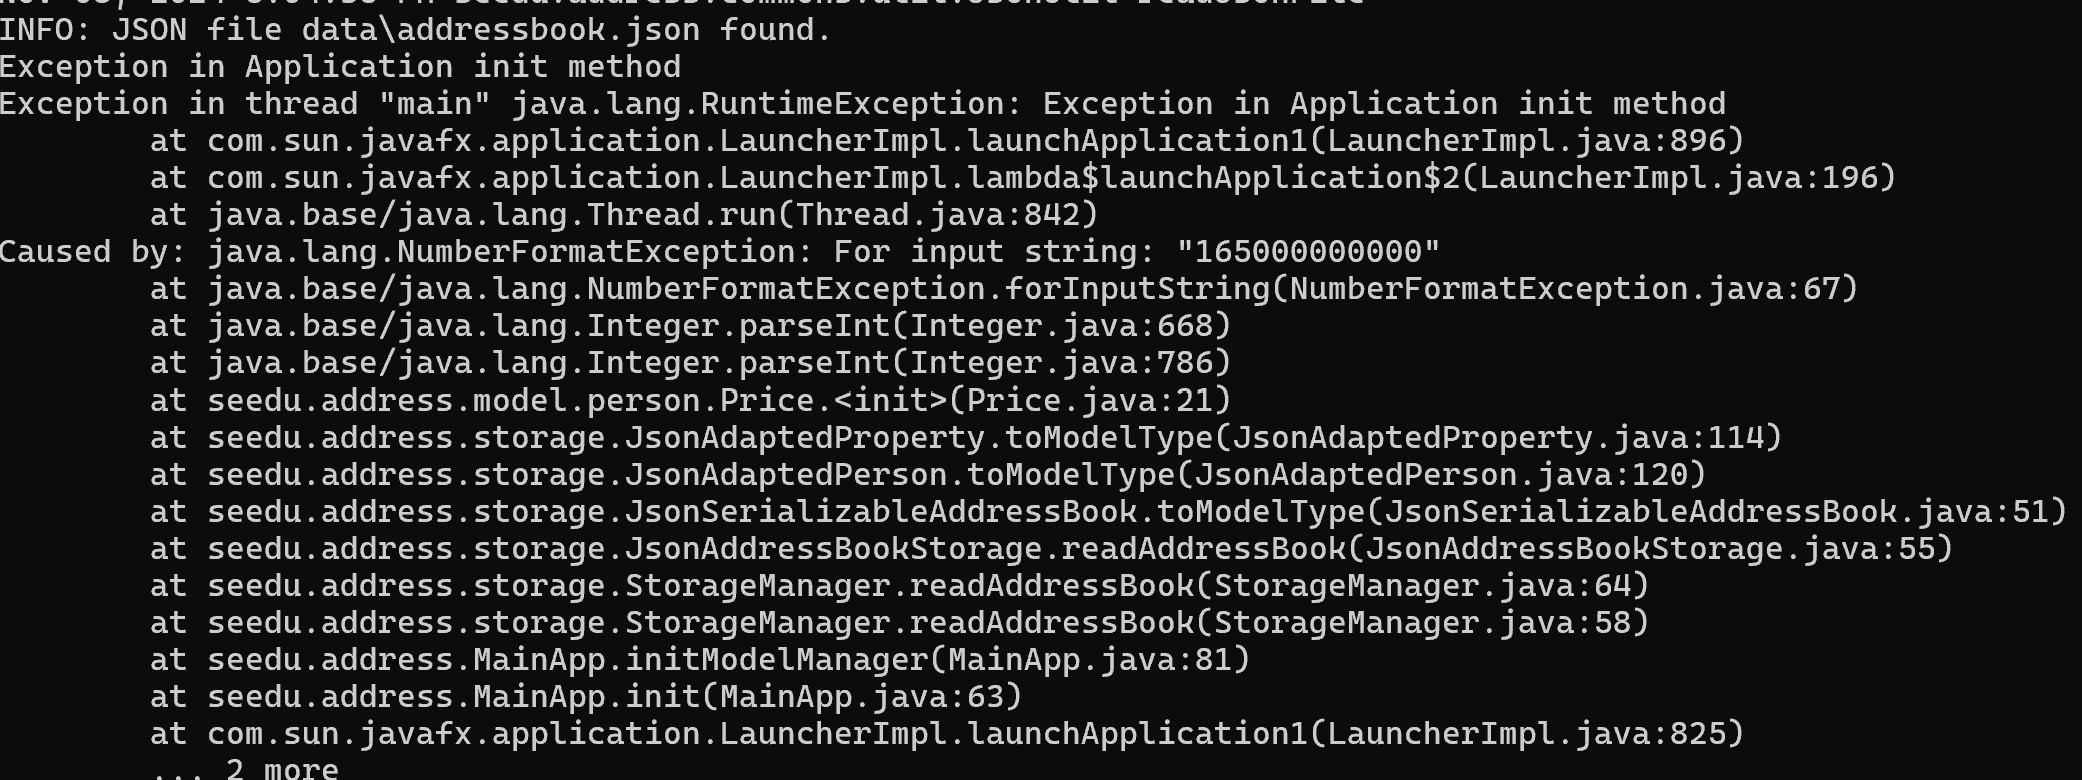 INFO: JSON file data\addressbook.json found.
Exception in Application init method
Exception in thread "main" java.lang.RuntimeException: Exception in Application init method
        at com.sun.javafx.application.LauncherImpl.launchApplication1(LauncherImpl.java:896)
        at com.sun.javafx.application.LauncherImpl.lambda$launchApplication$2(LauncherImpl.java:196)
        at java.base/java.lang.Thread.run(Thread.java:842)
Caused by: java.lang.NumberFormatException: For input string: "165000000000"
        at java.base/java.lang.NumberFormatException.forInputString(NumberFormatException.java:67)
        at java.base/java.lang.Integer.parseInt(Integer.java:668)
        at java.base/java.lang.Integer.parseInt(Integer.java:786)
        at seedu.address.model.person.Price.<init>(Price.java:21)
        at seedu.address.storage.JsonAdaptedProperty.toModelType(JsonAdaptedProperty.java:114)
        at seedu.address.storage.JsonAdaptedPerson.toModelType(JsonAdaptedPerson.java:120)
        at seedu.address.storage.JsonSerializableAddressBook.toModelType(JsonSerializableAddressBook.java:51)
        at seedu.address.storage.JsonAddressBookStorage.readAddressBook(JsonAddressBookStorage.java:55)
        at seedu.address.storage.StorageManager.readAddressBook(StorageManager.java:64)
        at seedu.address.storage.StorageManager.readAddressBook(StorageManager.java:58)
        at seedu.address.MainApp.initModelManager(MainApp.java:81)
        at seedu.address.MainApp.init(MainApp.java:63)
        at com.sun.javafx.application.LauncherImpl.launchApplication1(LauncherImpl.java:825)
        ... 2 more